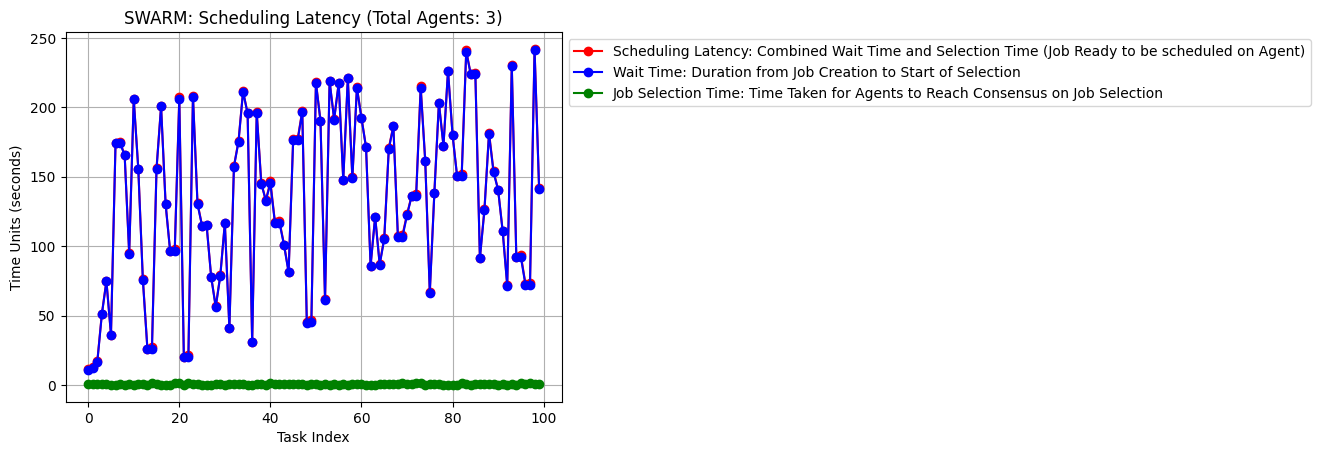 SWARM: Scheduling Latency (Total Agents: 3)
Scheduling Latency: Combined Wait Time and Selection Time (Job Ready to be scheduled on Agent)
Wait Time: Duration from Job Creation to Start of Selection
Job Selection Time: Time Taken for Agents to Reach Consensus on Job Selection
Time Units (seconds)
250
200
150
100
50
0
0 20 40 60 80 100
Task Index